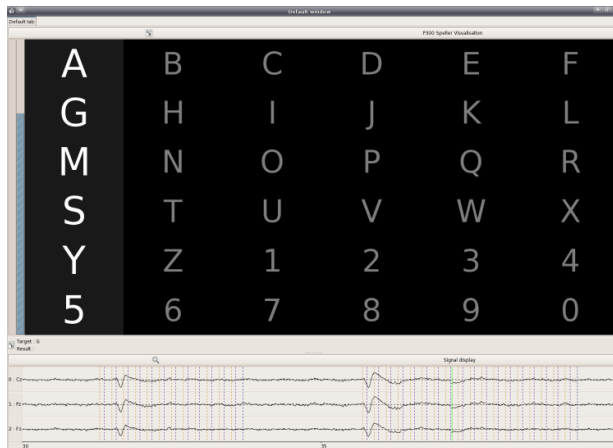 Default window
Default tab
P300 Speller Visualisation
A B C D E F
G H I J K L
M N O P Q R
S T U V W X
Y Z 1 2 3 4
5 6 7 8 9 0
Target : G
Result :
Signal display
0 : Cz
1 : Pz
2 : Fz
30 35